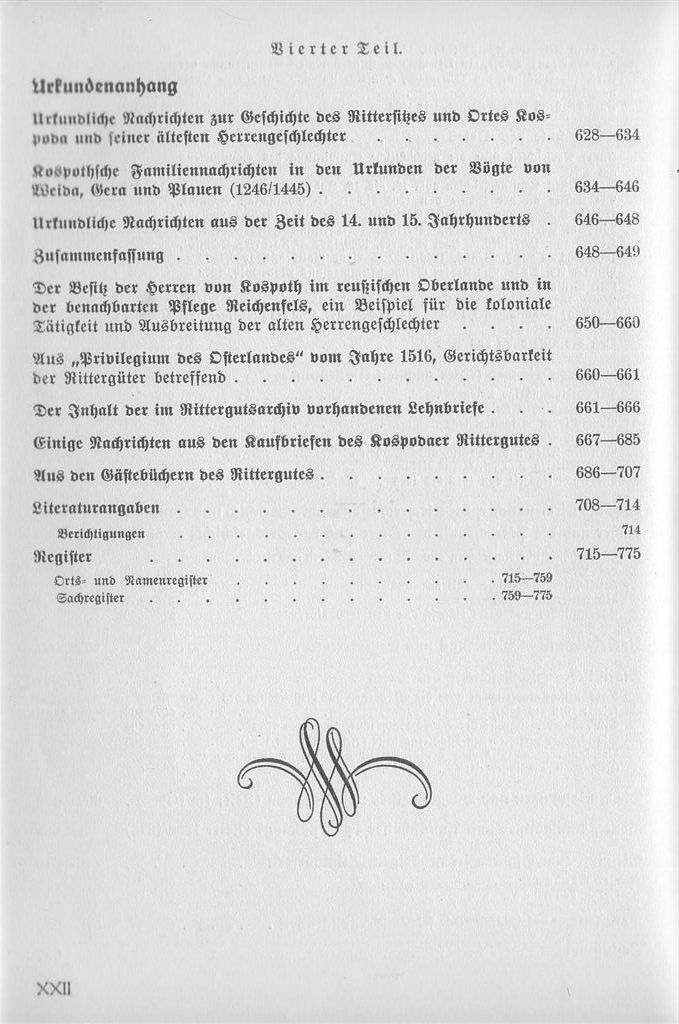 Vierter Teil.
Urkundenanhang
Urkundliche Nachrichten zur Geschichte des Rittersitzes und Ortes Kos-
poda und seiner ältesten Herrengeschlechter . . . . . . . 628—634
Kospothsche Familiennachrichten in den Urkunden der Vögte von
Weida, Gera und Plauen (1246/1445) . . . . . . . . . 634—646
Urkundliche Nachrichten aus der Zeit des 14. und 15. Jahrhunderts . 646—648
Zusammenfassung . . . . . . . . . . . . . . 648—649
Der Besitz der Herren von Kospoth im reußischen Oberlande und in
der benachbarten Pflege Reichenfels, ein Beispiel für die koloniale
Tätigkeit und Ausbreitung der alten Herrengeschlechter . . . . 650—660
Aus „Privilegium des Osterlandes“ vom Jahre 1516, Gerichtsbarkeit
der Rittergüter betreffend . . . . . . . . . . . . 660—661
Der Inhalt der im Rittergutsarchiv vorhandenen Lehnbriefe . . . 661—666
Einige Nachrichten aus den Kaufbriefen des Kospodaer Rittergutes . 667—685
Aus den Gästebüchern des Rittergutes . . . . . . . . . 686—707
Literaturangaben . . . . . . . . . . . . . . 708—714
Berichtigungen . . . . . . . . . . . . . . 714
Register . . . . . . . . . . . . . . . 715—775
Orts- und Namenregister . . . . . . . . . . 715—759
Sachregister . . . . . . . . . . . . . 759—775
XXII